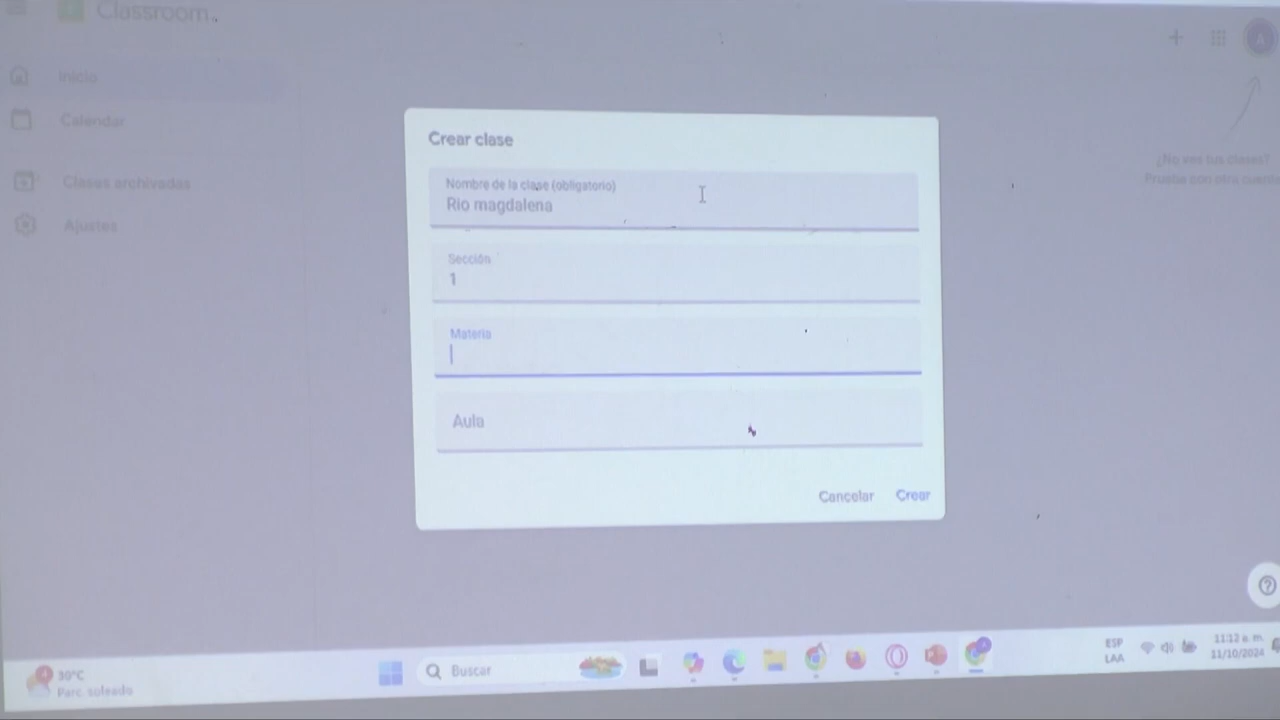 Classroom
Inicio
Calendar
Clases archivadas
Ajustes
¿No ves tus clases?
Prueba con otra cuenta
Crear clase
Nombre de la clase (obligatorio)
Rio magdalena
Sección
1
Materia
Aula
Cancelar
Crear
30°C
Parc. soleado
Buscar
ESP
LAA
11:12 a. m.
11/10/2024